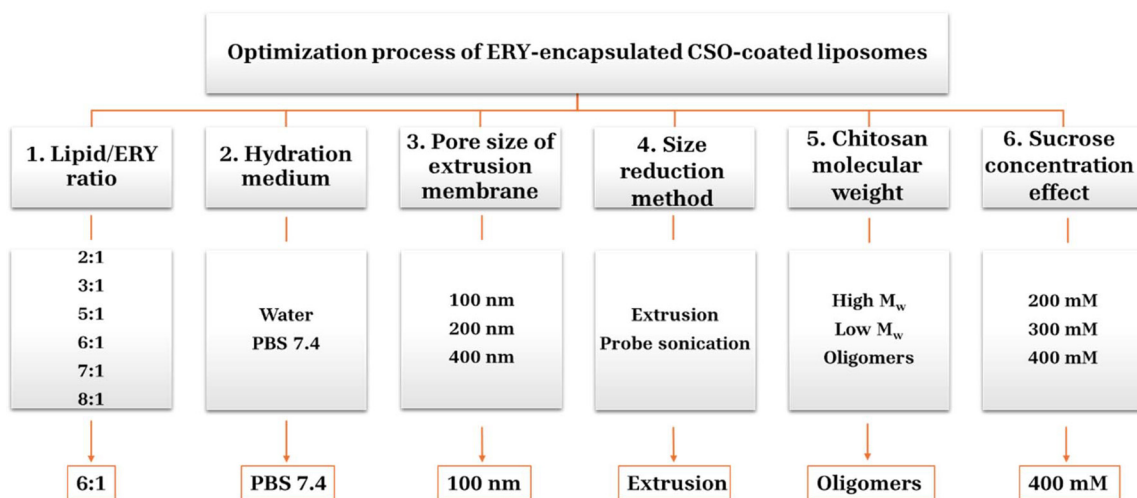 Optimization process of ERY-encapsulated CSO-coated liposomes
1. Lipid/ERY
ratio
2. Hydration
medium
3. Pore size of
extrusion
membrane
4. Size
reduction
method
5. Chitosan
molecular
weight
6. Sucrose
concentration
effect
2:1
3:1
5:1
6:1
7:1
8:1
Water
PBS 7.4
100 nm
200 nm
400 nm
Extrusion
Probe sonication
High Mw
Low Mw
Oligomers
200 mM
300 mM
400 mM
6:1
PBS 7.4
100 nm
Extrusion
Oligomers
400 mM